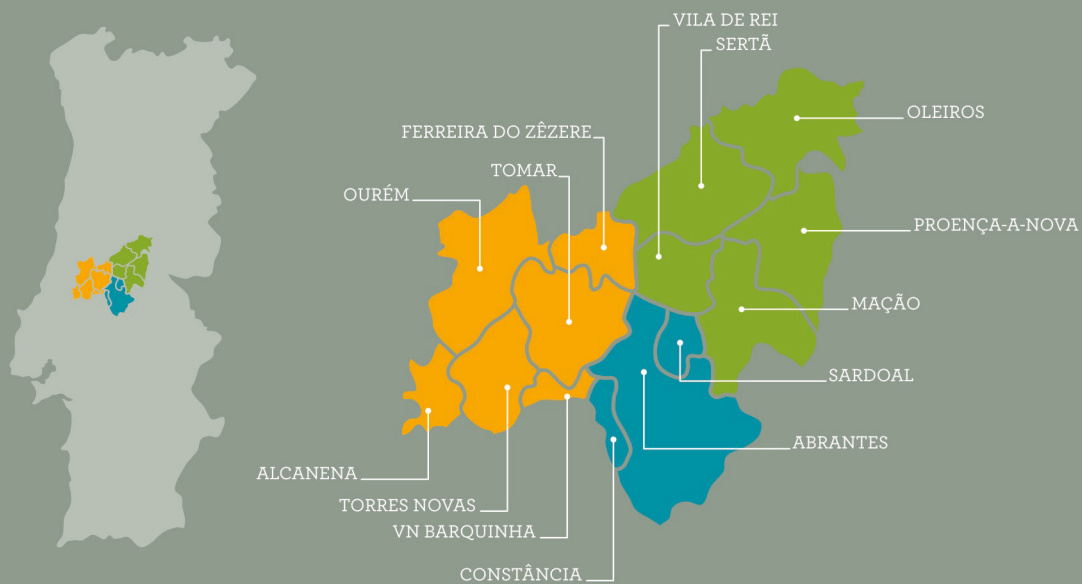 VILA DE REI
SERTÃ
OLEIROS
FERREIRA DO ZÊZERE
TOMAR
OURÉM
PROENÇA-A-NOVA
MAÇÃO
SARDOAL
ABRANTES
ALCANENA
TORRES NOVAS
VN BARQUINHA
CONSTÂNCIA